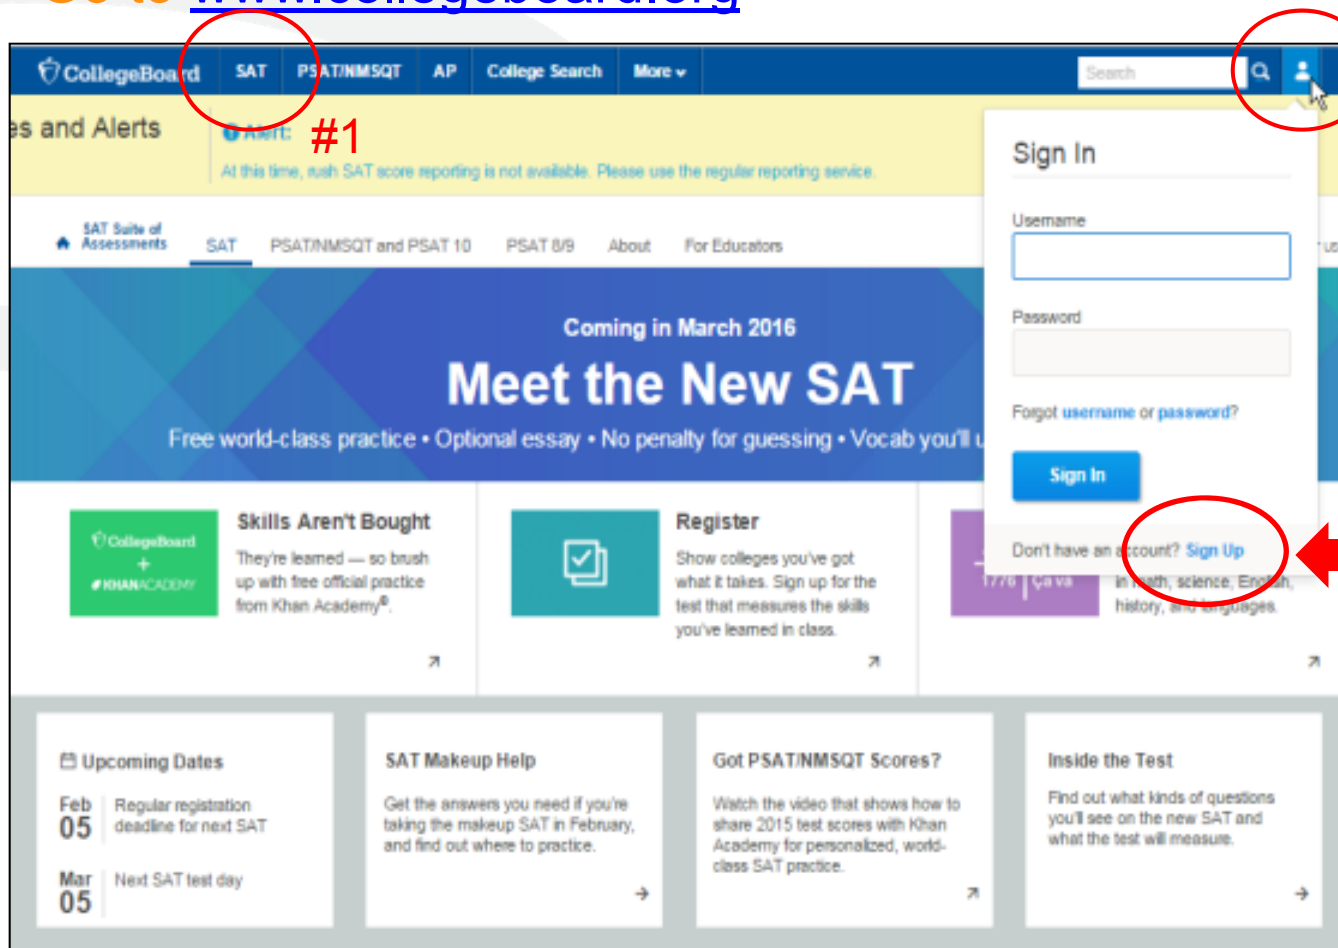 Go to www.collegeboard.org
CollegeBoard SAT PSAT/NMSQT AP College Search More Search
es and Alerts
Alert: #1
At this time, rush SAT score reporting is not available. Please use the regular reporting service.
SAT Suite of
Assessments
SAT PSAT/NMSQT and PSAT 10 PSAT 8/9 About For Educators
Coming in March 2016
Meet the New SAT
Free world-class practice • Optional essay • No penalty for guessing • Vocab you'll u
Sign In
Username
Password
Forgot username or password?
Sign In
Don't have an account? Sign Up
CollegeBoard
+
KHANACADEMY
Skills Aren't Bought
They're learned — so brush
up with free official practice
from Khan Academy®.
Register
Show colleges you've got
what it takes. Sign up for the
test that measures the skills
you've learned in class.
1776 Ça va
in math, science, English,
history, and languages.
Upcoming Dates
Feb
05
Regular registration
deadline for next SAT
Mar
05
Next SAT test day
SAT Makeup Help
Get the answers you need if you're
taking the makeup SAT in February,
and find out where to practice.
Got PSAT/NMSQT Scores?
Watch the video that shows how to
share 2015 test scores with Khan
Academy for personalized, world-
class SAT practice.
Inside the Test
Find out what kinds of questions
you'll see on the new SAT and
what the test will measure.